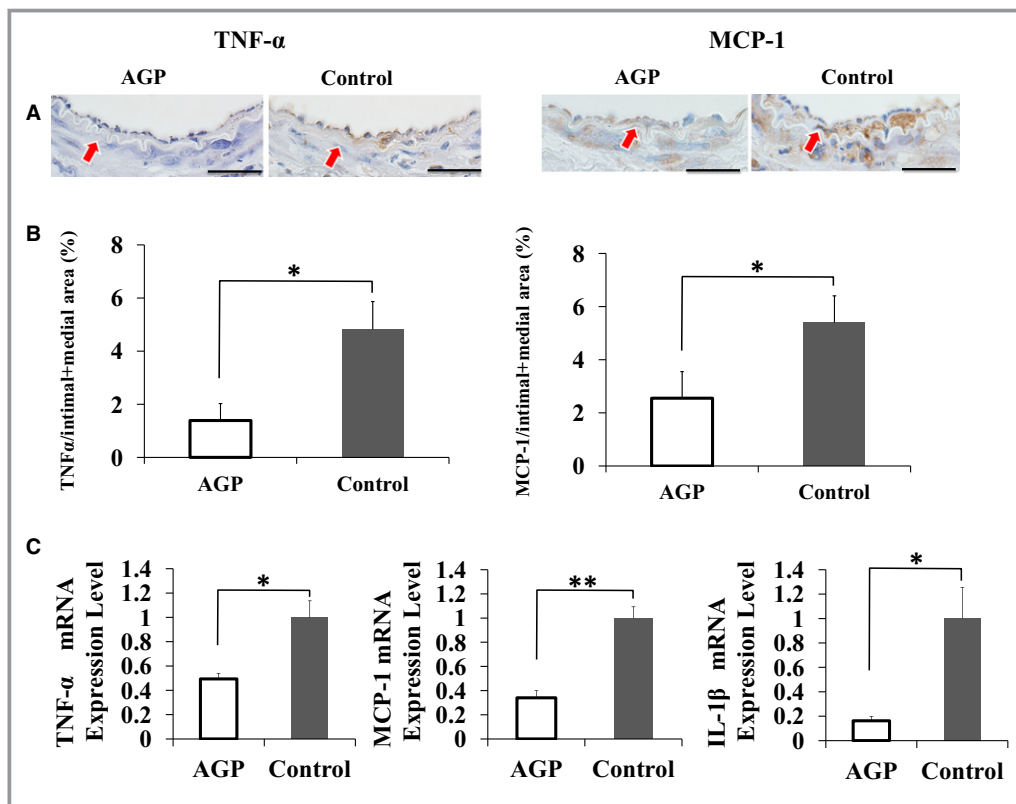 TNF-α
MCP-1
AGP
Control
AGP
Control
A
B
TNFα/intimal+medial area (%)
8
6
4
2
0
*
AGP
Control
MCP-1/intimal+medial area (%)
8
6
4
2
0
*
AGP
Control
C
TNF-α mRNA
Expression Level
1.4
1.2
1
0.8
0.6
0.4
0.2
0
*
AGP
Control
MCP-1 mRNA
Expression Level
1.4
1.2
1
0.8
0.6
0.4
0.2
0
**
AGP
Control
IL-1β mRNA
Expression Level
1.4
1.2
1
0.8
0.6
0.4
0.2
0
*
AGP
Control